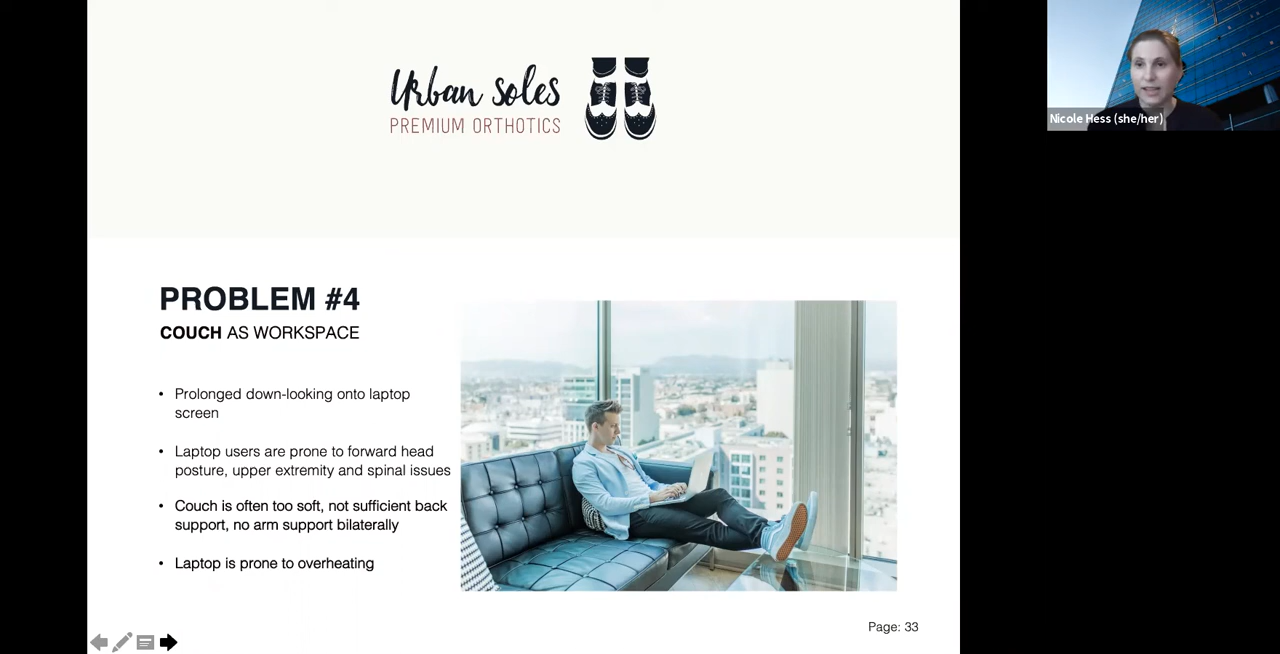 Urban soles
PREMIUM ORTHOTICS
Nicole Hess (she/her)
PROBLEM #4
COUCH AS WORKSPACE
• Prolonged down-looking onto laptop
screen
• Laptop users are prone to forward head
posture, upper extremity and spinal issues
• Couch is often too soft, not sufficient back
support, no arm support bilaterally
• Laptop is prone to overheating
Page: 33